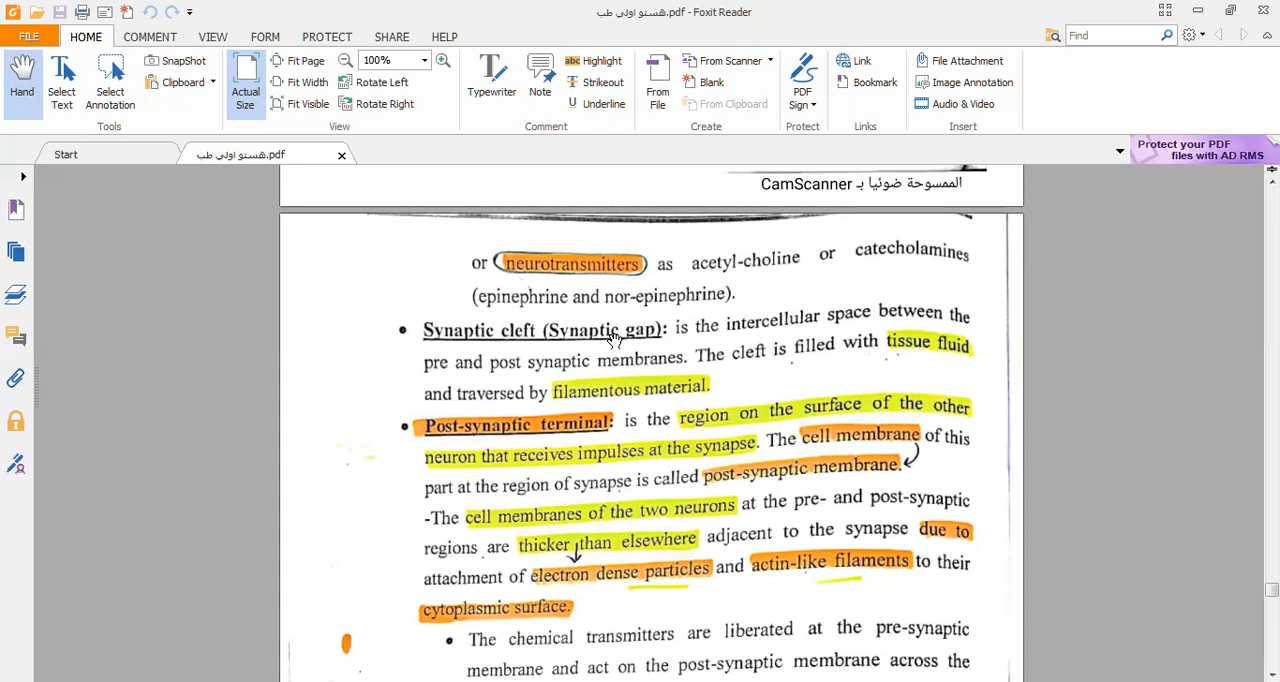 هستو اولي طب.pdf - Foxit Reader
FILE HOME COMMENT VIEW FORM PROTECT SHARE HELP
Find
Hand
Select Text
Select Annotation
SnapShot
Clipboard
Tools
Actual Size
Fit Page
Fit Width
Fit Visible
100%
Rotate Left
Rotate Right
View
Typewriter
Note
abc Highlight
Strikeout
U Underline
Comment
From File
From Scanner
Blank
From Clipboard
Create
PDF Sign
Protect
Link
Bookmark
Links
File Attachment
Image Annotation
Audio & Video
Insert
Start
هستو اولي طب.pdf
Protect your PDF
files with AD RMS
الممسوحة ضوئيا بـ CamScanner
or neurotransmitters as acetyl-choline or catecholamines
(epinephrine and nor-epinephrine).
• Synaptic cleft (Synaptic gap): is the intercellular space between the
pre and post synaptic membranes. The cleft is filled with tissue fluid
and traversed by filamentous material.
• Post-synaptic terminal: is the region on the surface of the other
neuron that receives impulses at the synapse. The cell membrane of this
part at the region of synapse is called post-synaptic membrane.
-The cell membranes of the two neurons at the pre- and post-synaptic
regions are thicker than elsewhere adjacent to the synapse due to
attachment of electron dense particles and actin-like filaments to their
cytoplasmic surface.
• The chemical transmitters are liberated at the pre-synaptic
membrane and act on the post-synaptic membrane across the